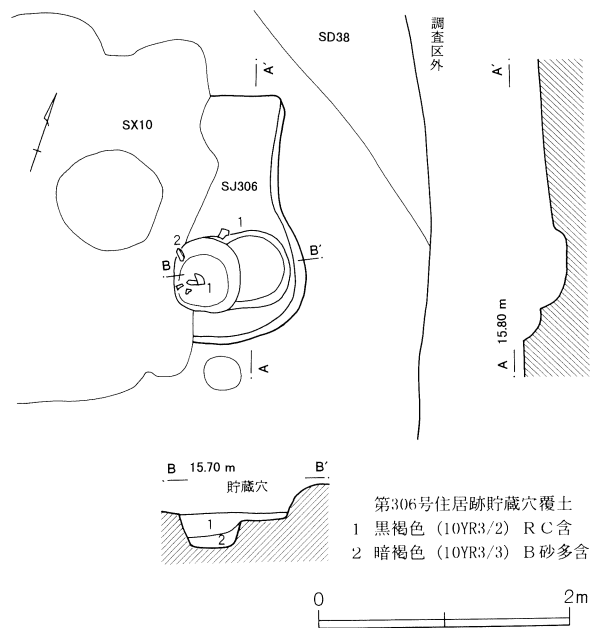 SD38
調査区外
A'
A'
SX10
SJ306
1
2
B
B'
1
15.80 m
A
A
B 15.70 m B'
貯蔵穴
1
2
第306号住居跡貯蔵穴覆土
1 黒褐色 (10YR3/2) RC含
2 暗褐色 (10YR3/3) B砂多含
0 2m